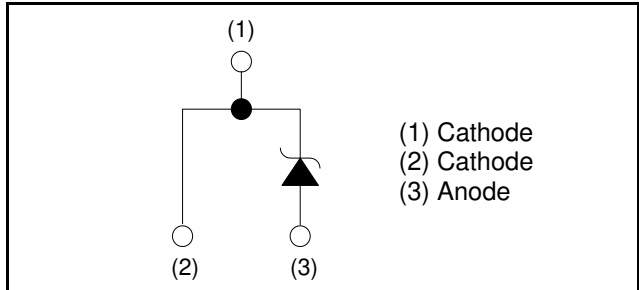 (1)
(1) Cathode
(2) Cathode
(3) Anode
(2) (3)